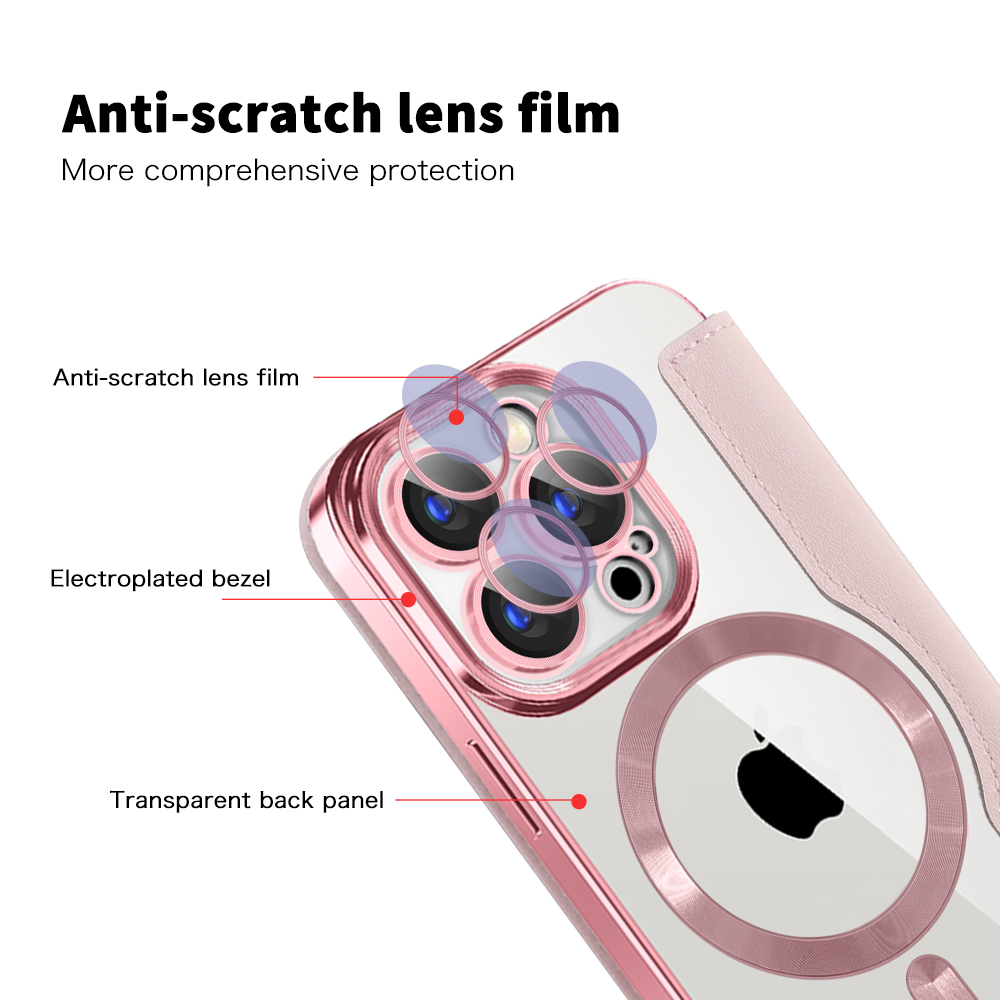 Anti-scratch lens film
More comprehensive protection
Anti-scratch lens film
Electroplated bezel
Transparent back panel